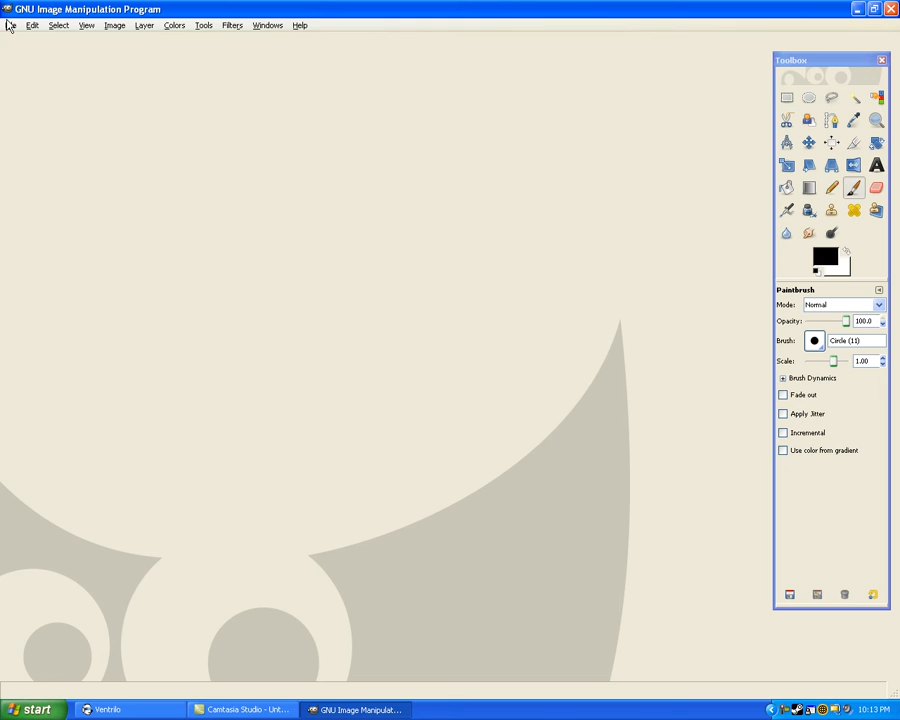 GNU Image Manipulation Program
Edit Select View Image Layer Colors Tools Filters Windows Help
Toolbox
A
Paintbrush
Mode: Normal
Opacity: 100.0
Brush: Circle (11)
Scale: 1.00
Brush Dynamics
Fade out
Apply Jitter
Incremental
Use color from gradient
start Ventrilo Camtasia Studio - Unt... GNU Image Manipulat... 10:13 PM